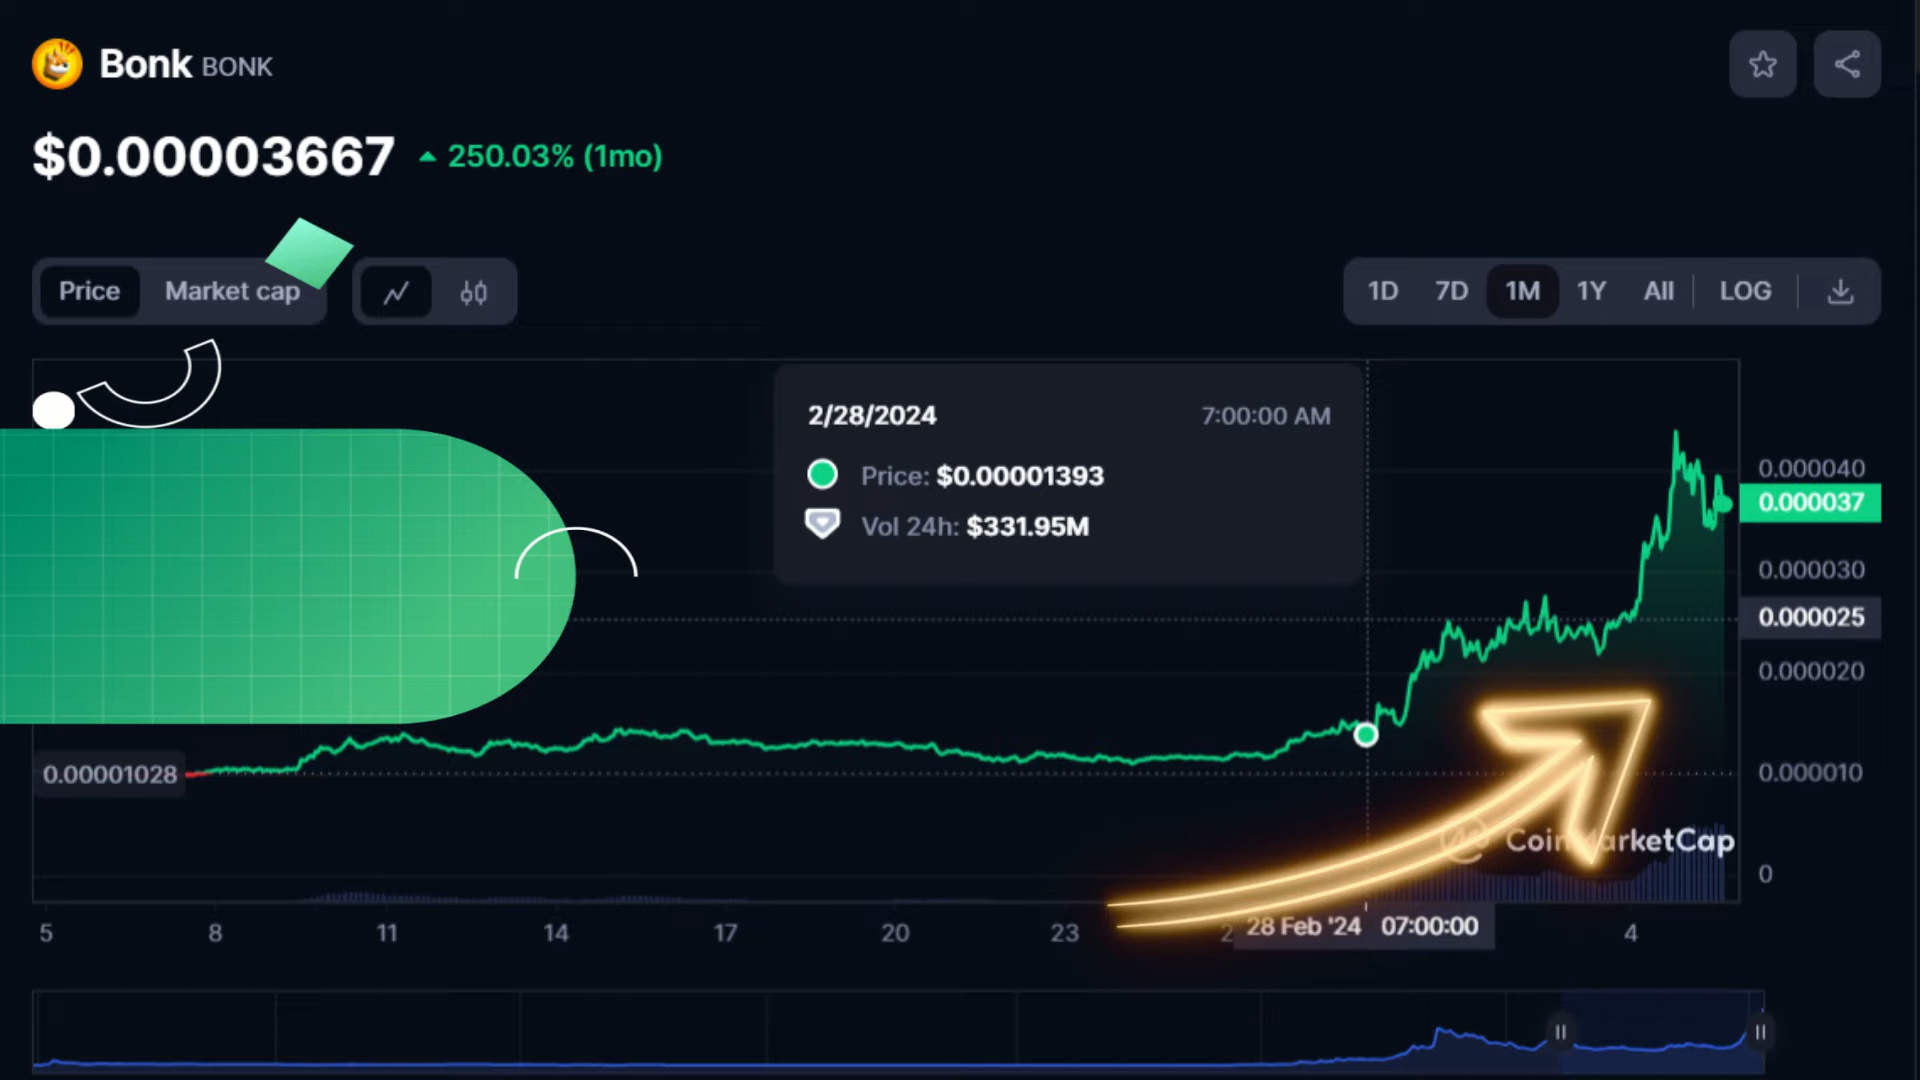 Bonk BONK
$0.00003667 250.03% (1mo)
Price Market cap
1D 7D 1M 1Y All LOG
2/28/2024 7:00:00 AM
Price: $0.00001393
Vol 24h: $331.95M
0.000040
0.000037
0.000030
0.000025
0.000020
0.00001028
0.000010
CoinMarketCap
0
5 8 11 14 17 20 23 28 Feb '24 07:00:00 4